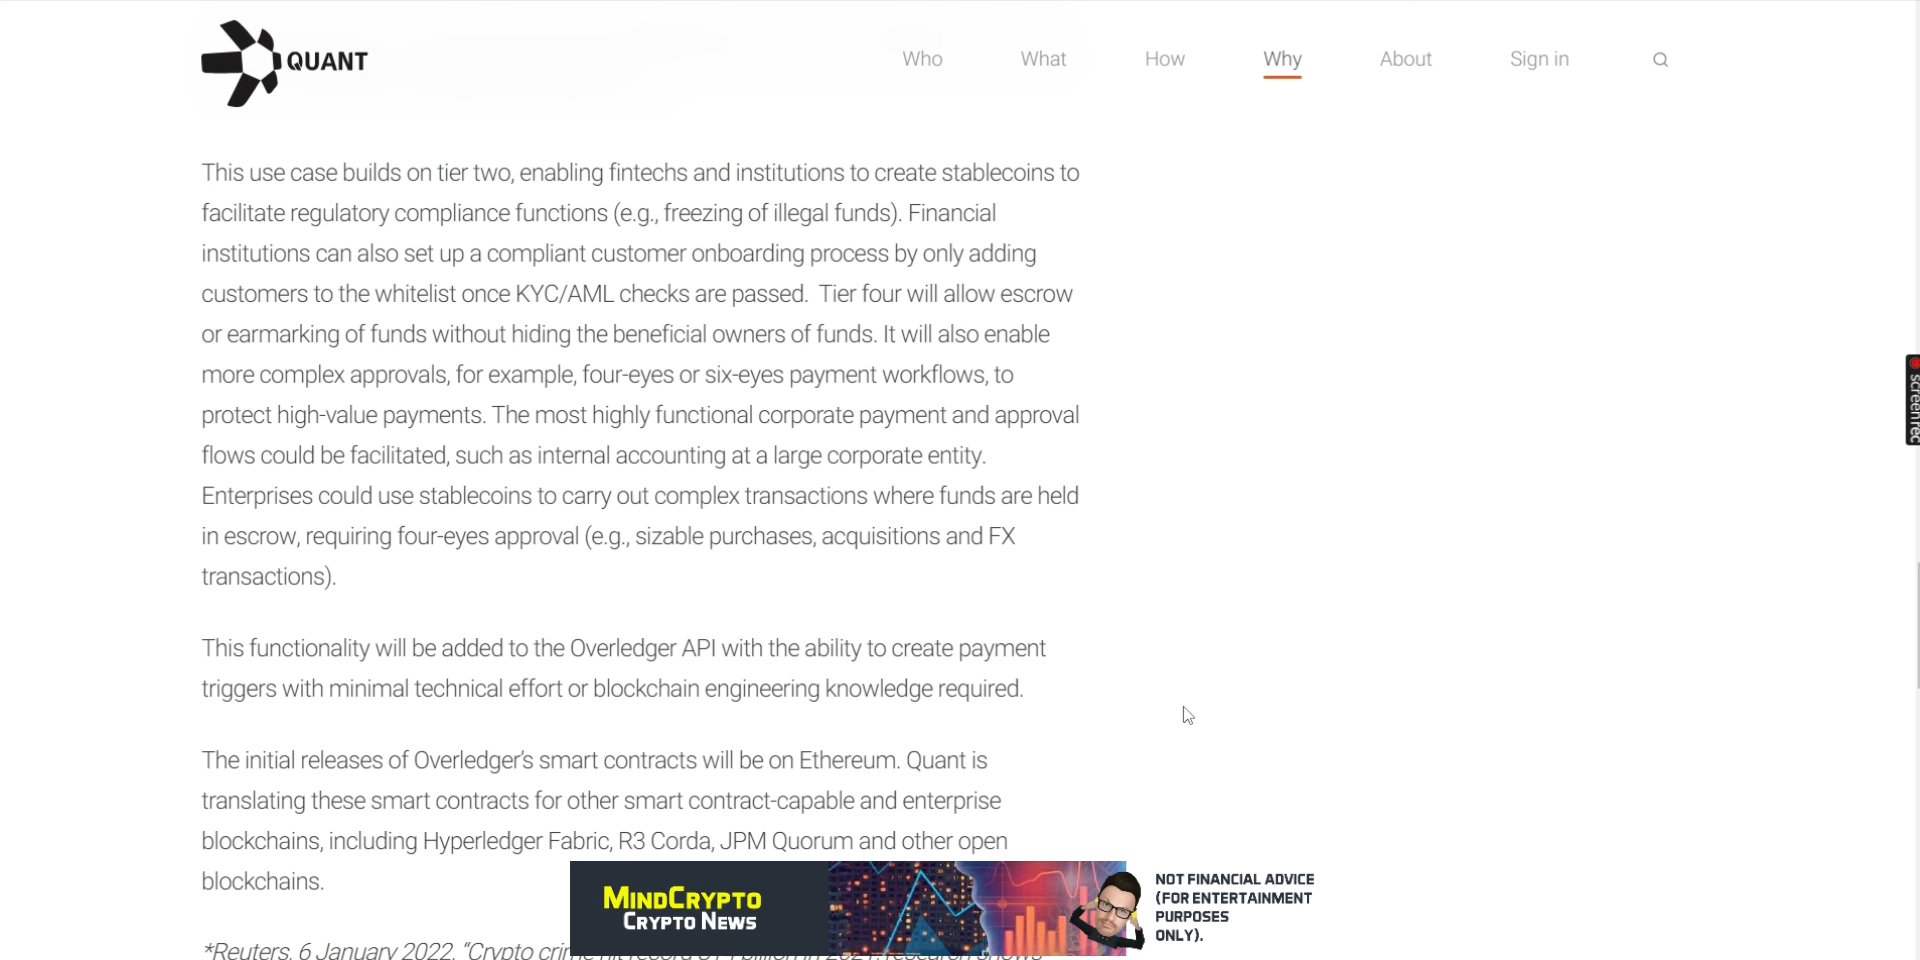 QUANT
Who What How Why About Sign in
This use case builds on tier two, enabling fintechs and institutions to create stablecoins to
facilitate regulatory compliance functions (e.g., freezing of illegal funds). Financial
institutions can also set up a compliant customer onboarding process by only adding
customers to the whitelist once KYC/AML checks are passed. Tier four will allow escrow
or earmarking of funds without hiding the beneficial owners of funds. It will also enable
more complex approvals, for example, four-eyes or six-eyes payment workflows, to
protect high-value payments. The most highly functional corporate payment and approval
flows could be facilitated, such as internal accounting at a large corporate entity.
Enterprises could use stablecoins to carry out complex transactions where funds are held
in escrow, requiring four-eyes approval (e.g., sizable purchases, acquisitions and FX
transactions).
This functionality will be added to the Overledger API with the ability to create payment
triggers with minimal technical effort or blockchain engineering knowledge required.
The initial releases of Overledger’s smart contracts will be on Ethereum. Quant is
translating these smart contracts for other smart contract-capable and enterprise
blockchains, including Hyperledger Fabric, R3 Corda, JPM Quorum and other open
blockchains.
*Reuters, 6 January 2022, “Crypto
MINDCRYPTO
CRYPTO NEWS
NOT FINANCIAL ADVICE
(FOR ENTERTAINMENT
PURPOSES
ONLY).
screenrec